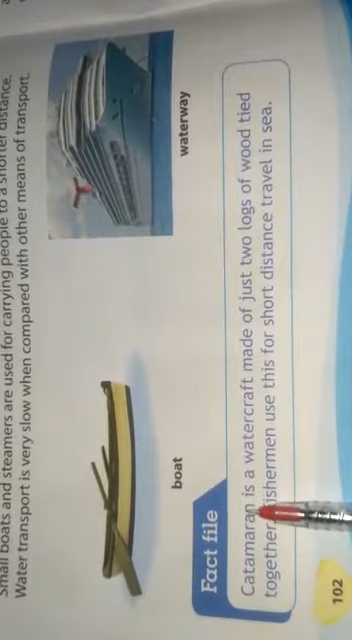 Small boats and steamers are used for carrying people to a shorter distance.
Water transport is very slow when compared with other means of transport.
boat
waterway
Fact file
Catamaran is a watercraft made of just two logs of wood tied
together. ishermen use this for short distance travel in sea.
102